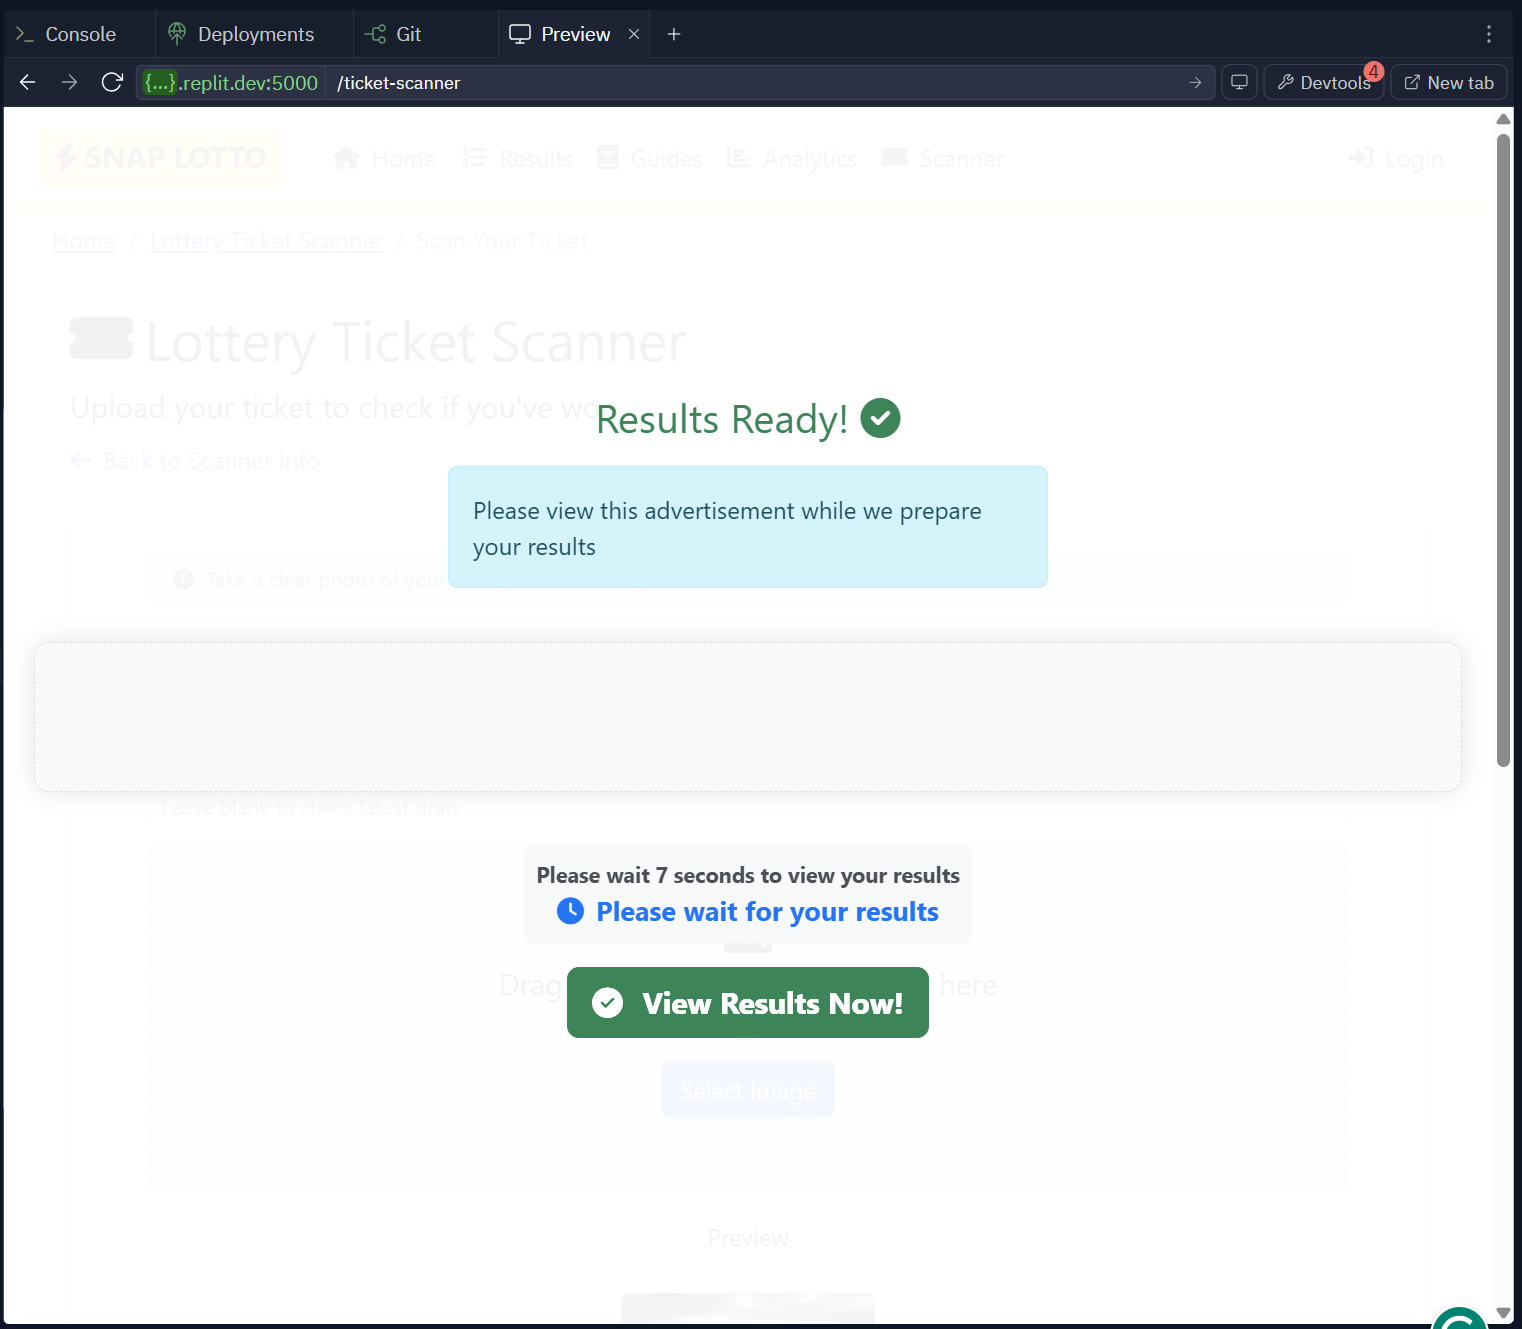 Console
Deployments
Git
Preview
{...}.replit.dev:5000
/ticket-scanner
Devtools
4
New tab
SNAP LOTTO
Home
Results
Guides
Analytics
Scanner
Login
Home / Lottery Ticket Scanner / Scan Your Ticket
Lottery Ticket Scanner
Upload your ticket to check if you've wo
Results Ready!
Back to Scanner Info
Please view this advertisement while we prepare
your results
Take a clear photo of your
Leave blank to check latest draw
Please wait 7 seconds to view your results
Please wait for your results
Drag
here
View Results Now!
Select Image
Preview